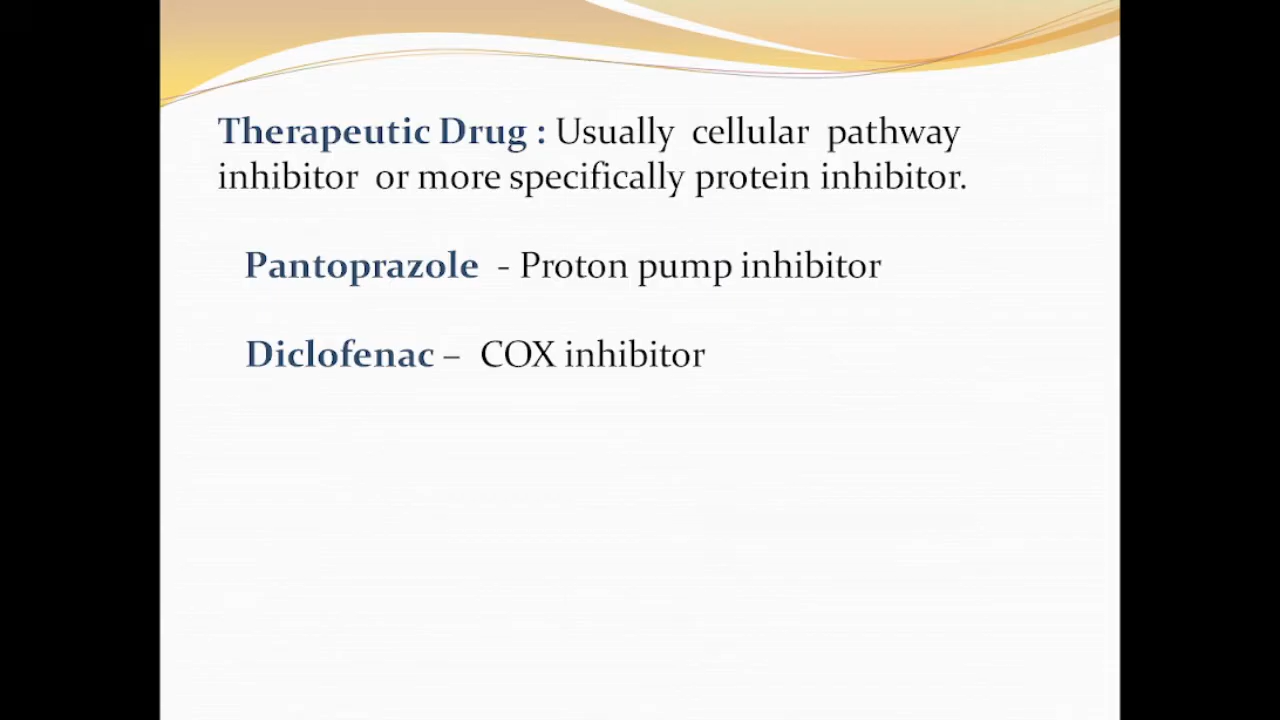 Therapeutic Drug : Usually cellular pathway
inhibitor or more specifically protein inhibitor.
Pantoprazole - Proton pump inhibitor
Diclofenac – COX inhibitor